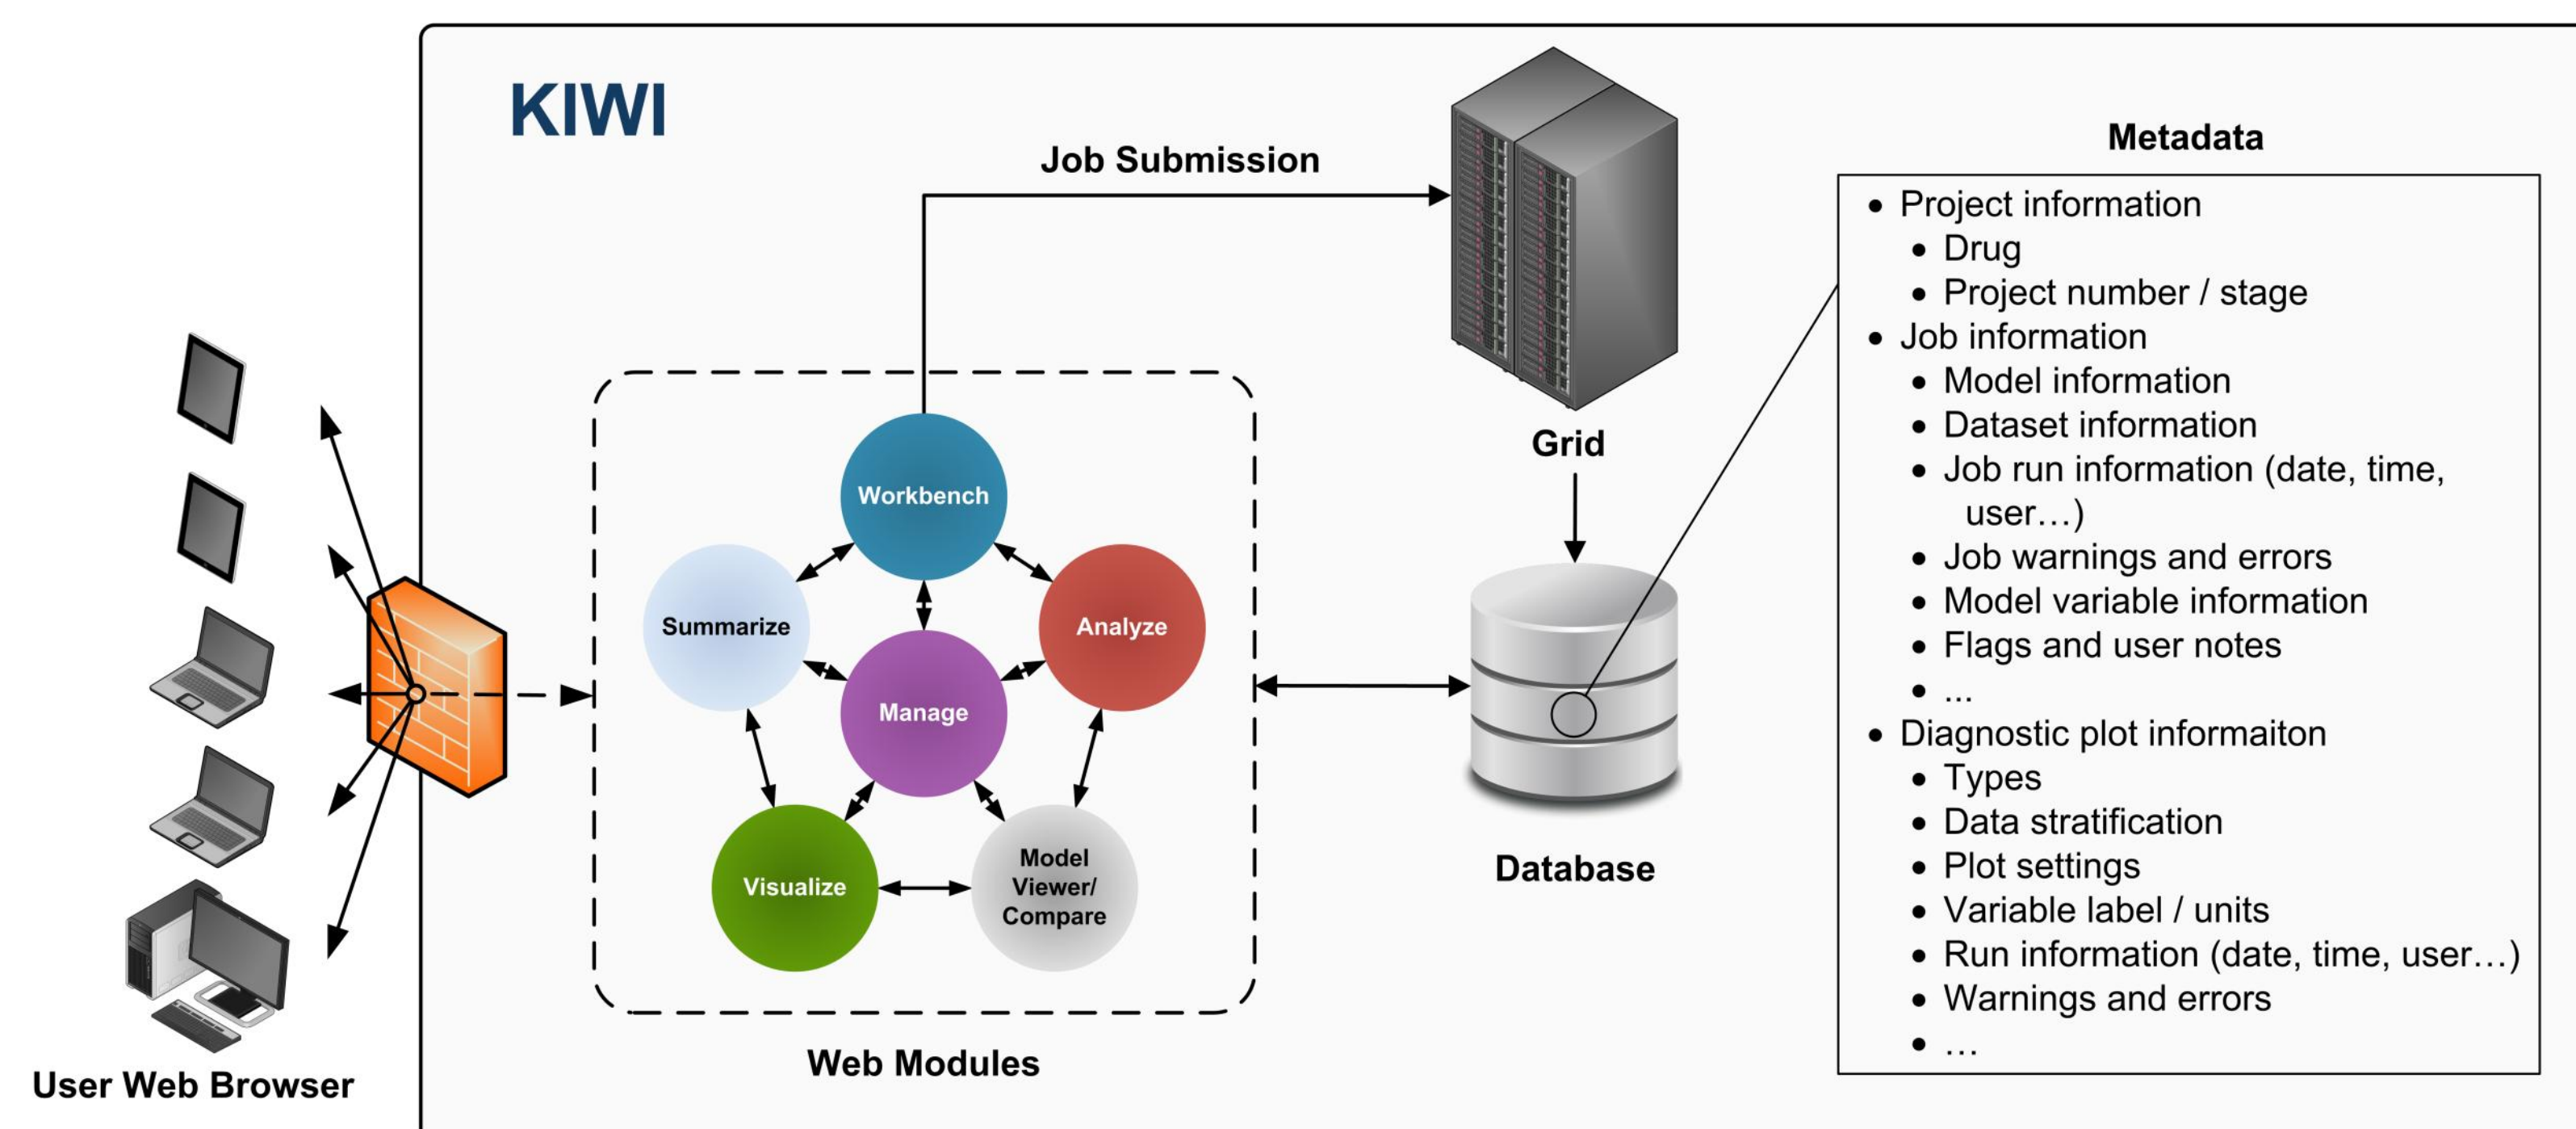 KIWI
Job Submission
Metadata
• Project information
• Drug
• Project number / stage
• Job information
• Model information
• Dataset information
• Job run information (date, time,
user...)
• Job warnings and errors
• Model variable information
• Flags and user notes
• ...
• Diagnostic plot informaiton
• Types
• Data stratification
• Plot settings
• Variable label / units
• Run information (date, time, user...)
• Warnings and errors
• ...
Grid
Workbench
Summarize
Analyze
Manage
Visualize
Model
Viewer/
Compare
Database
Web Modules
User Web Browser